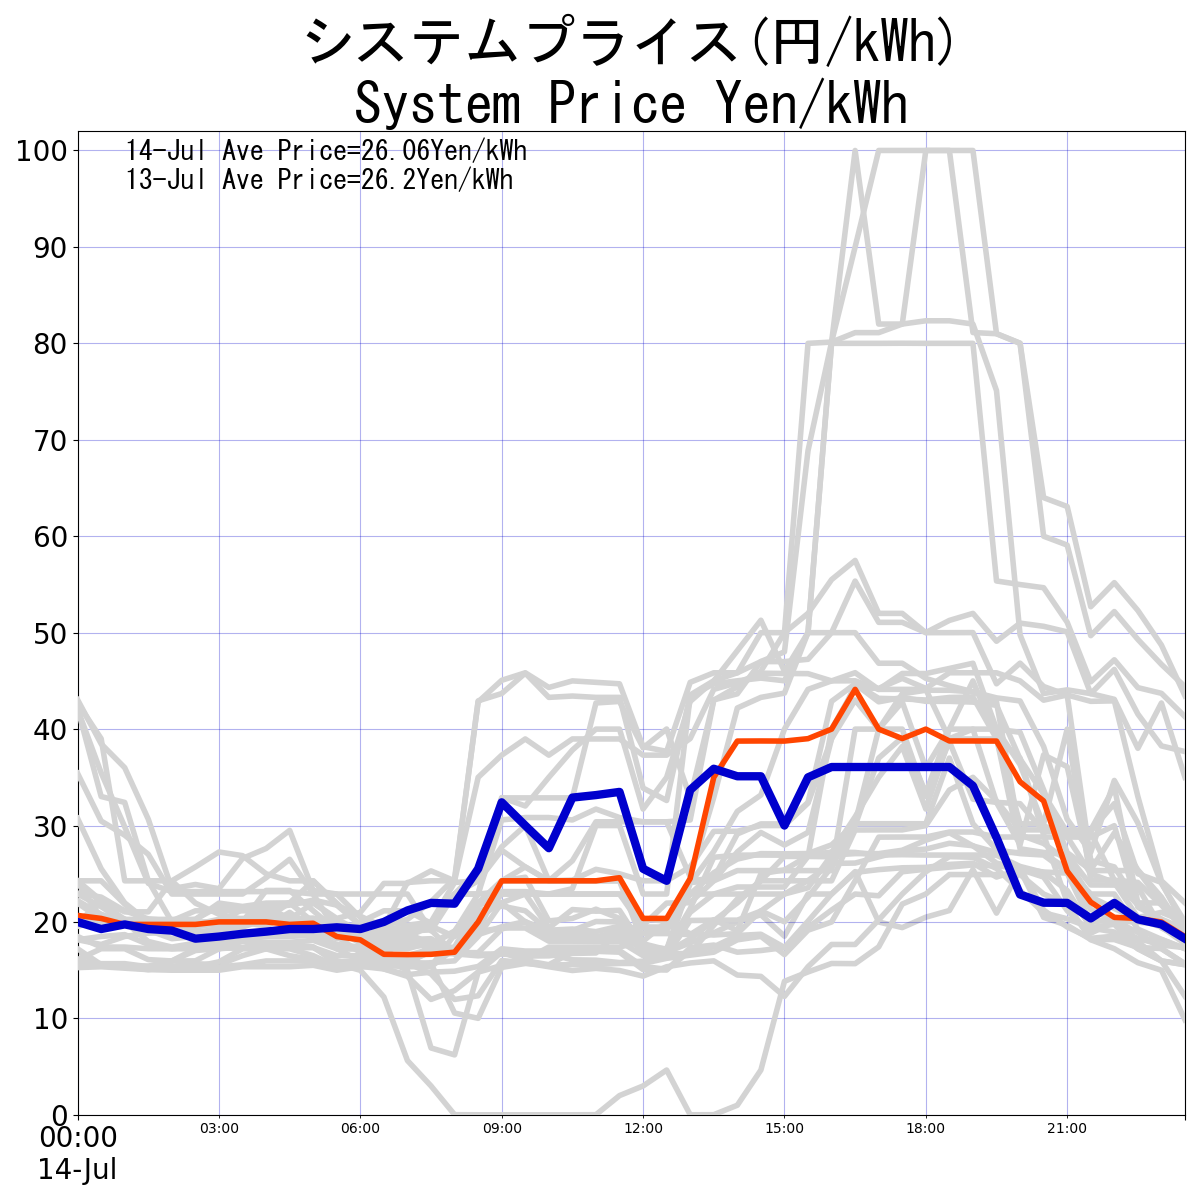 システムプライス(円/kWh)
System Price Yen/kWh
14-Jul Ave Price=26.06Yen/kWh
13-Jul Ave Price=26.2Yen/kWh
100
90
80
70
60
50
40
30
20
10
0
00:00 03:00 06:00 09:00 12:00 15:00 18:00 21:00
14-Jul